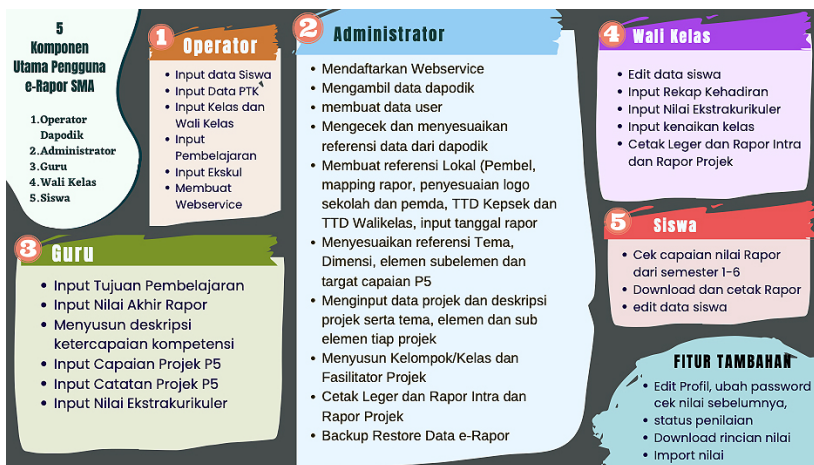 5
Komponen
Utama Pengguna
e-Rapor SMA
1.Operator
Dapodik
2.Administrator
3.Guru
4.Wali Kelas
5.Siswa
1 Operator
• Input data Siswa
• Input Data PTK
• Input Kelas dan
Wali Kelas
• Input
Pembelajaran
• Input Ekskul
• Membuat
Webservice
2 Administrator
• Mendaftarkan Webservice
• Mengambil data dapodik
• membuat data user
• Mengecek dan menyesuaikan
referensi data dari dapodik
• Membuat referensi Lokal (Pembel,
mapping rapor, penyesuaian logo
sekolah dan pemda, TTD Kepsek dan
TTD Walikelas, input tanggal rapor
• Menyesuaikan referensi Tema,
Dimensi, elemen subelemen dan
targat capaian P5
• Menginput data projek dan deskripsi
projek serta tema, elemen dan sub
elemen tiap projek
• Menyusun Kelompok/Kelas dan
Fasilitator Projek
• Cetak Leger dan Rapor Intra dan
Rapor Projek
• Backup Restore Data e-Rapor
3 Guru
• Input Tujuan Pembelajaran
• Input Nilai Akhir Rapor
• Menyusun deskripsi
ketercapaian kompetensi
• Input Capaian Projek P5
• Input Catatan Projek P5
• Input Nilai Ekstrakurikuler
4 Wali Kelas
• Edit data siswa
• Input Rekap Kehadiran
• Input Nilai Ekstrakurikuler
• Input kenaikan kelas
• Cetak Leger dan Rapor Intra
dan Rapor Projek
5 Siswa
• Cek capaian nilai Rapor
dari semester 1-6
• Download dan cetak Rapor
• edit data siswa
FITUR TAMBAHAN
• Edit Profil, ubah password
cek nilai sebelumnya,
• status penilaian
• Download rincian nilai
• Import nilai